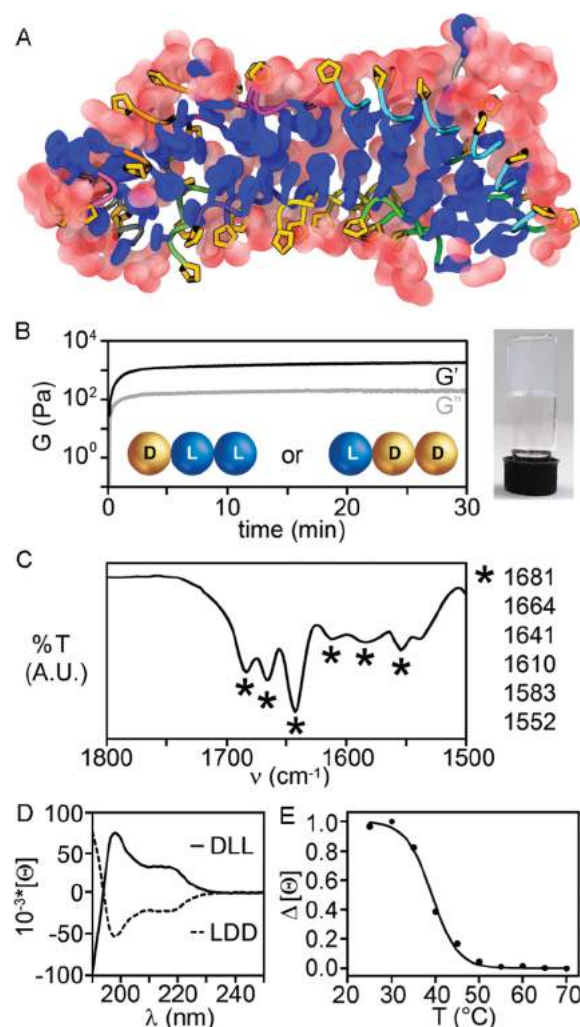 A
B
G (Pa)
10⁴
10²
10⁰
G'
G"
D L L or L D D
0 10 20 30
time (min)
C
%T
(A.U.)
1800 1700 1600 1500
ν (cm⁻¹)
* * * * * *
* 1681
1664
1641
1610
1583
1552
D
10⁻³*[Θ]
100
50
0
-50
-100
DLL
LDD
200 220 240
λ (nm)
E
Δ [Θ]
1.0
0.8
0.6
0.4
0.2
0.0
20 30 40 50 60 70
T (°C)